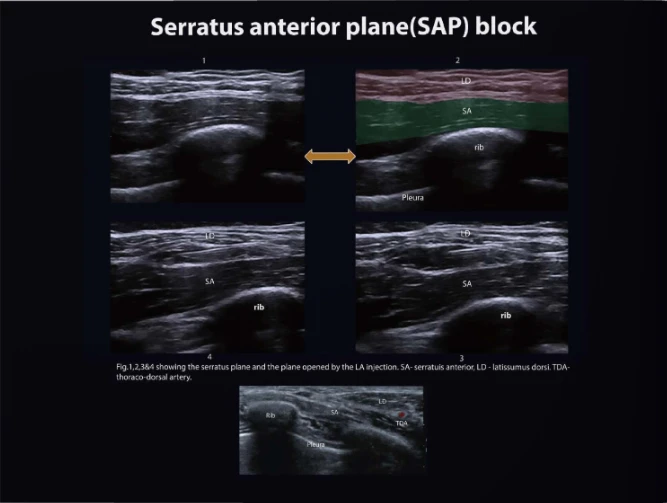 Serratus anterior plane(SAP) block
1
2
LD
SA
rib
Pleura
LD
SA
rib
LD
SA
rib
4
3
Fig.1,2,3&4 showing the serratus plane and the plane opened by the LA injection. SA- serratuis anterior, LD - latissumus dorsi. TDA-
thoraco-dorsal artery.
Rib
SA
LD
TDA
Pleura